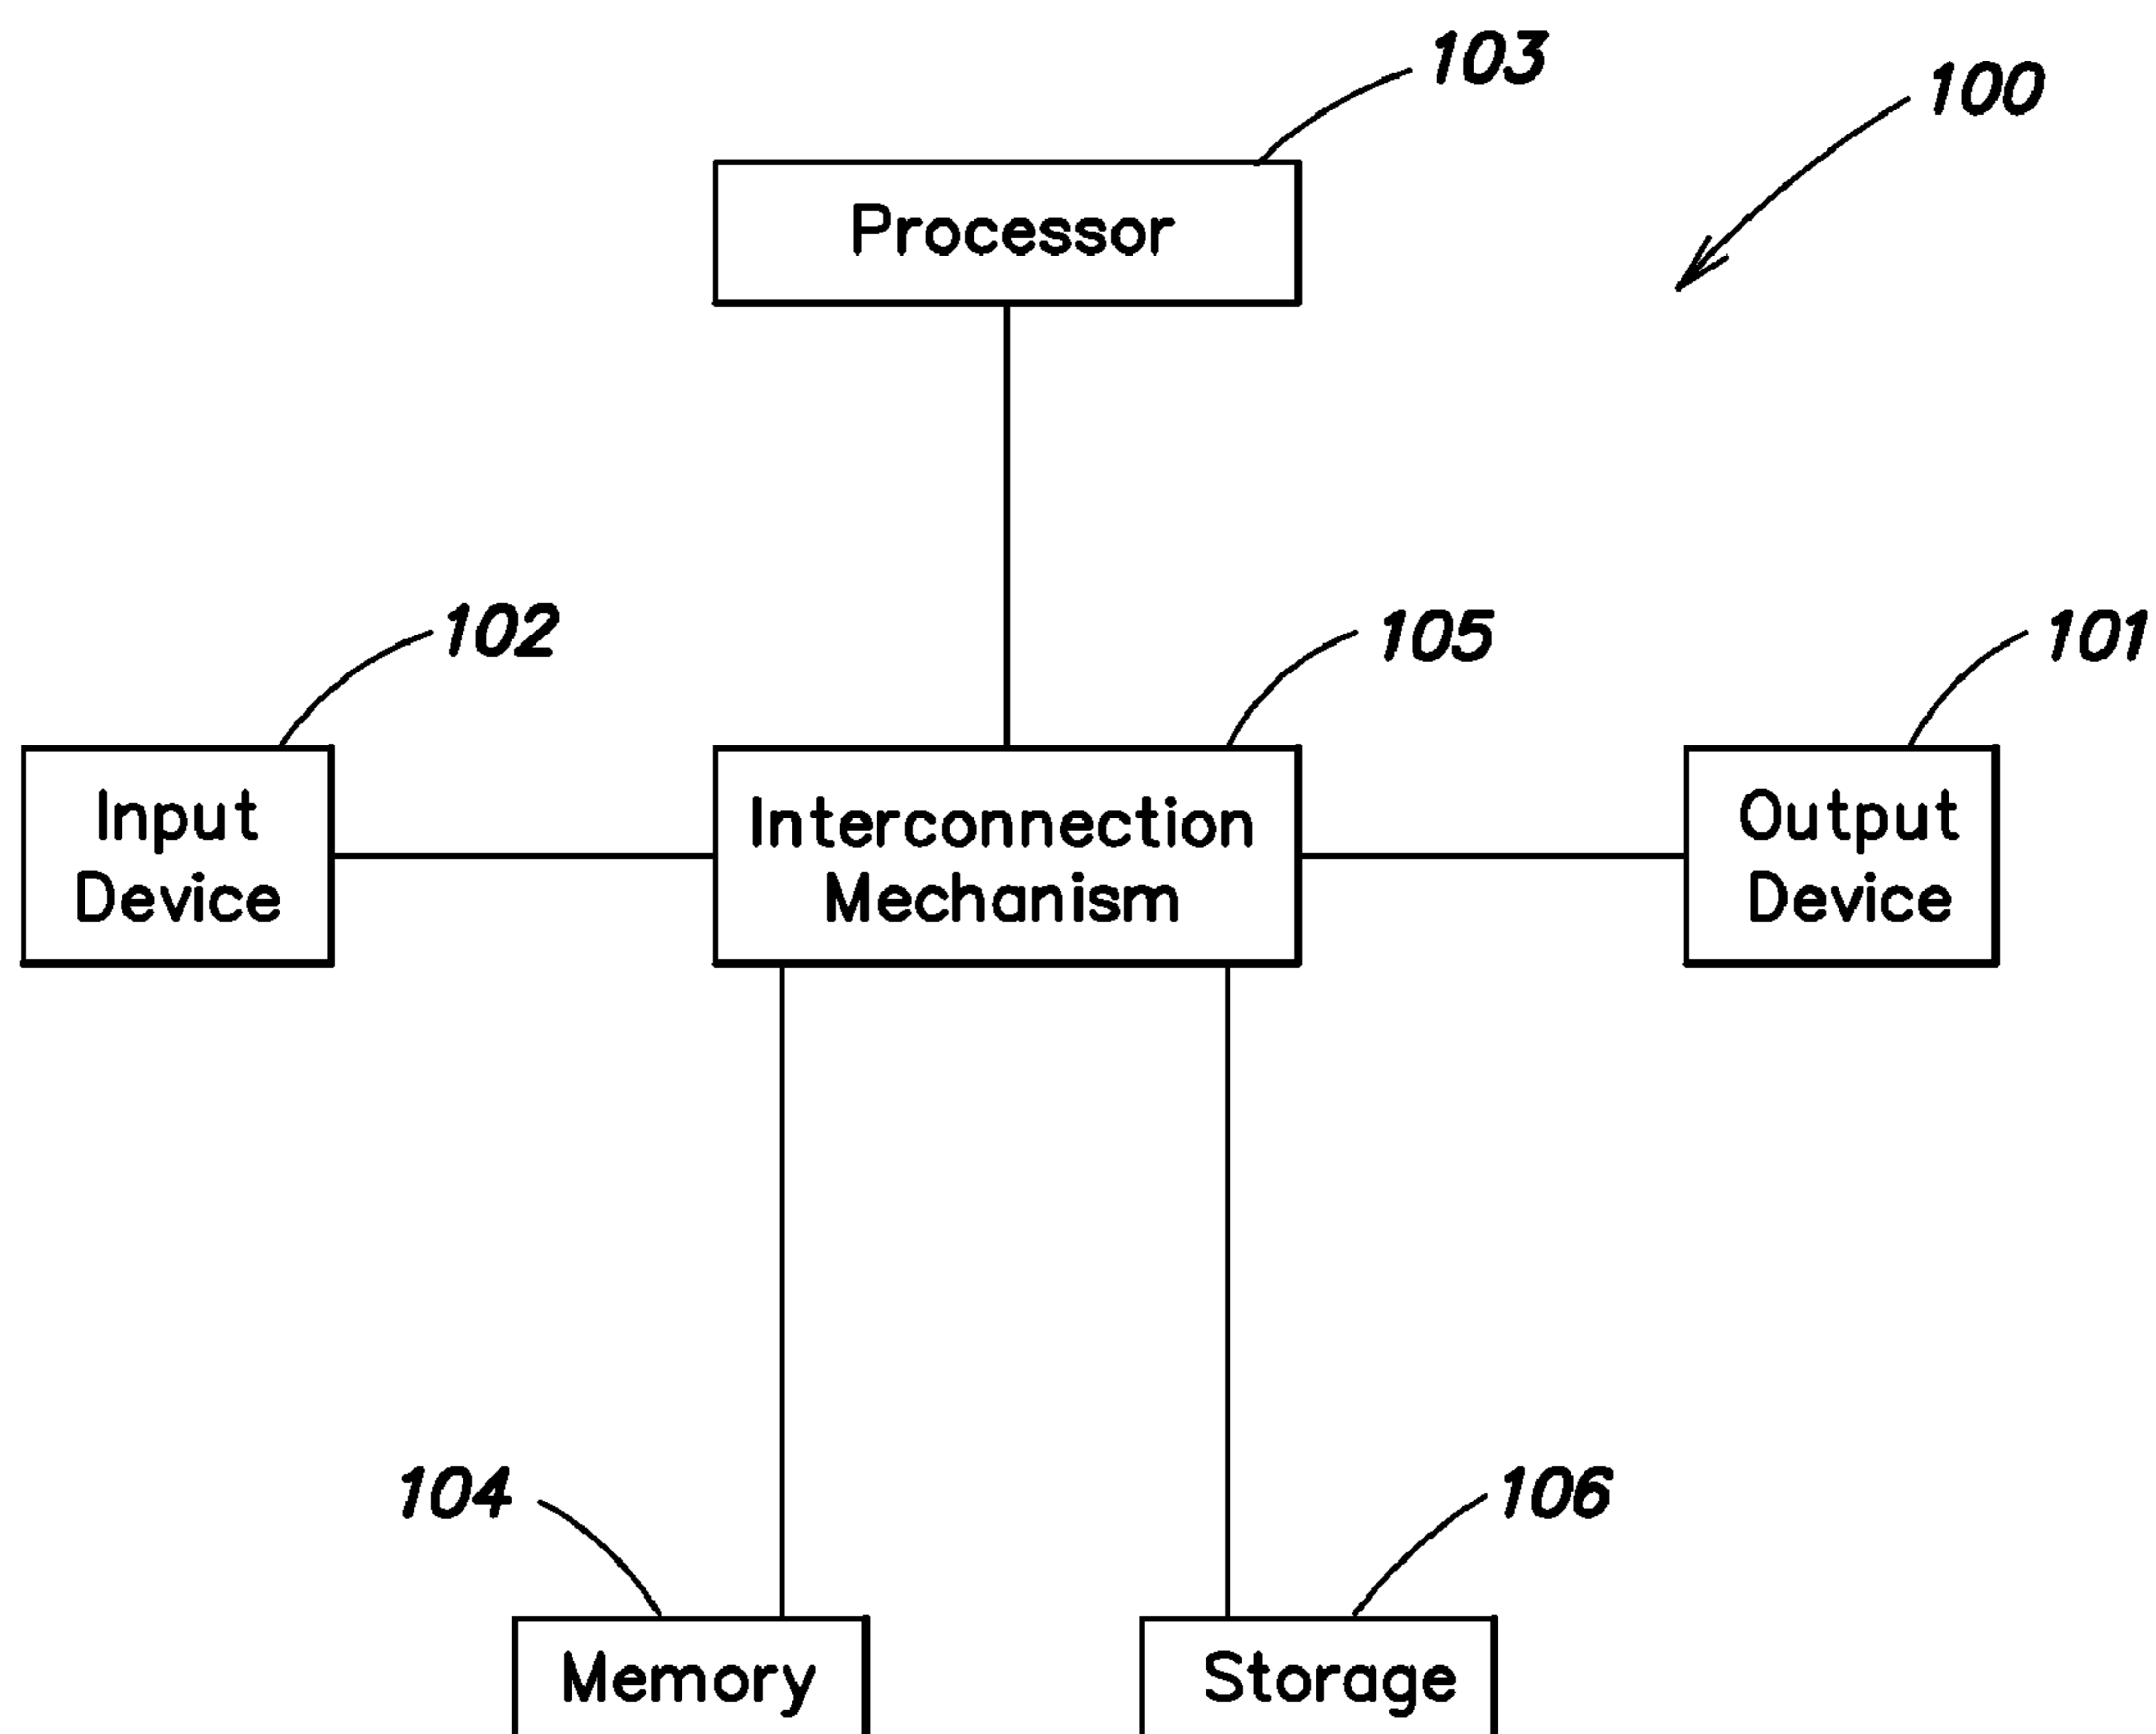 103
100
Processor
102
105
101
Input
Device
Interconnection
Mechanism
Output
Device
104
106
Memory
Storage